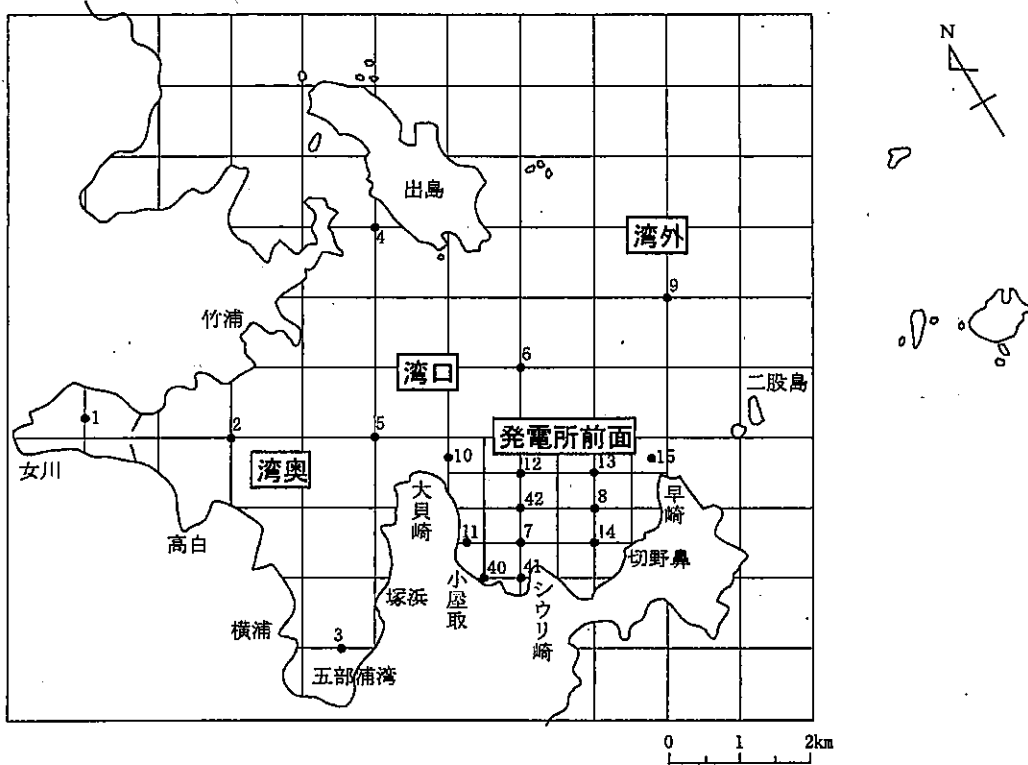 N
出島
4
湾外
9
竹浦
湾口
6
二股島
1
2
5
発電所前面
女川
湾奥
10
12
13
15
大貝崎
42
8
早崎
高白
11
7
14
切野鼻
40
41
小屋取
シウリ崎
塚浜
横浦
3
五部浦湾
0 1 2km